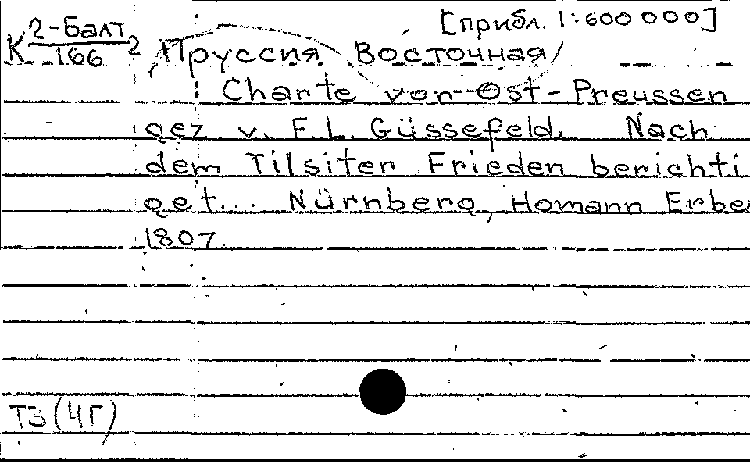 [прибл. 1:600 000]
К 2-Балт/166 2 Пруссия Восточная
Charte von Ost-Preussen
gez v. F.L. Güssefeld. Nach
dem Tilsiter Frieden berichti
get... Nürnberg, Homann Erbe
1807.
ТЗ (4Г)